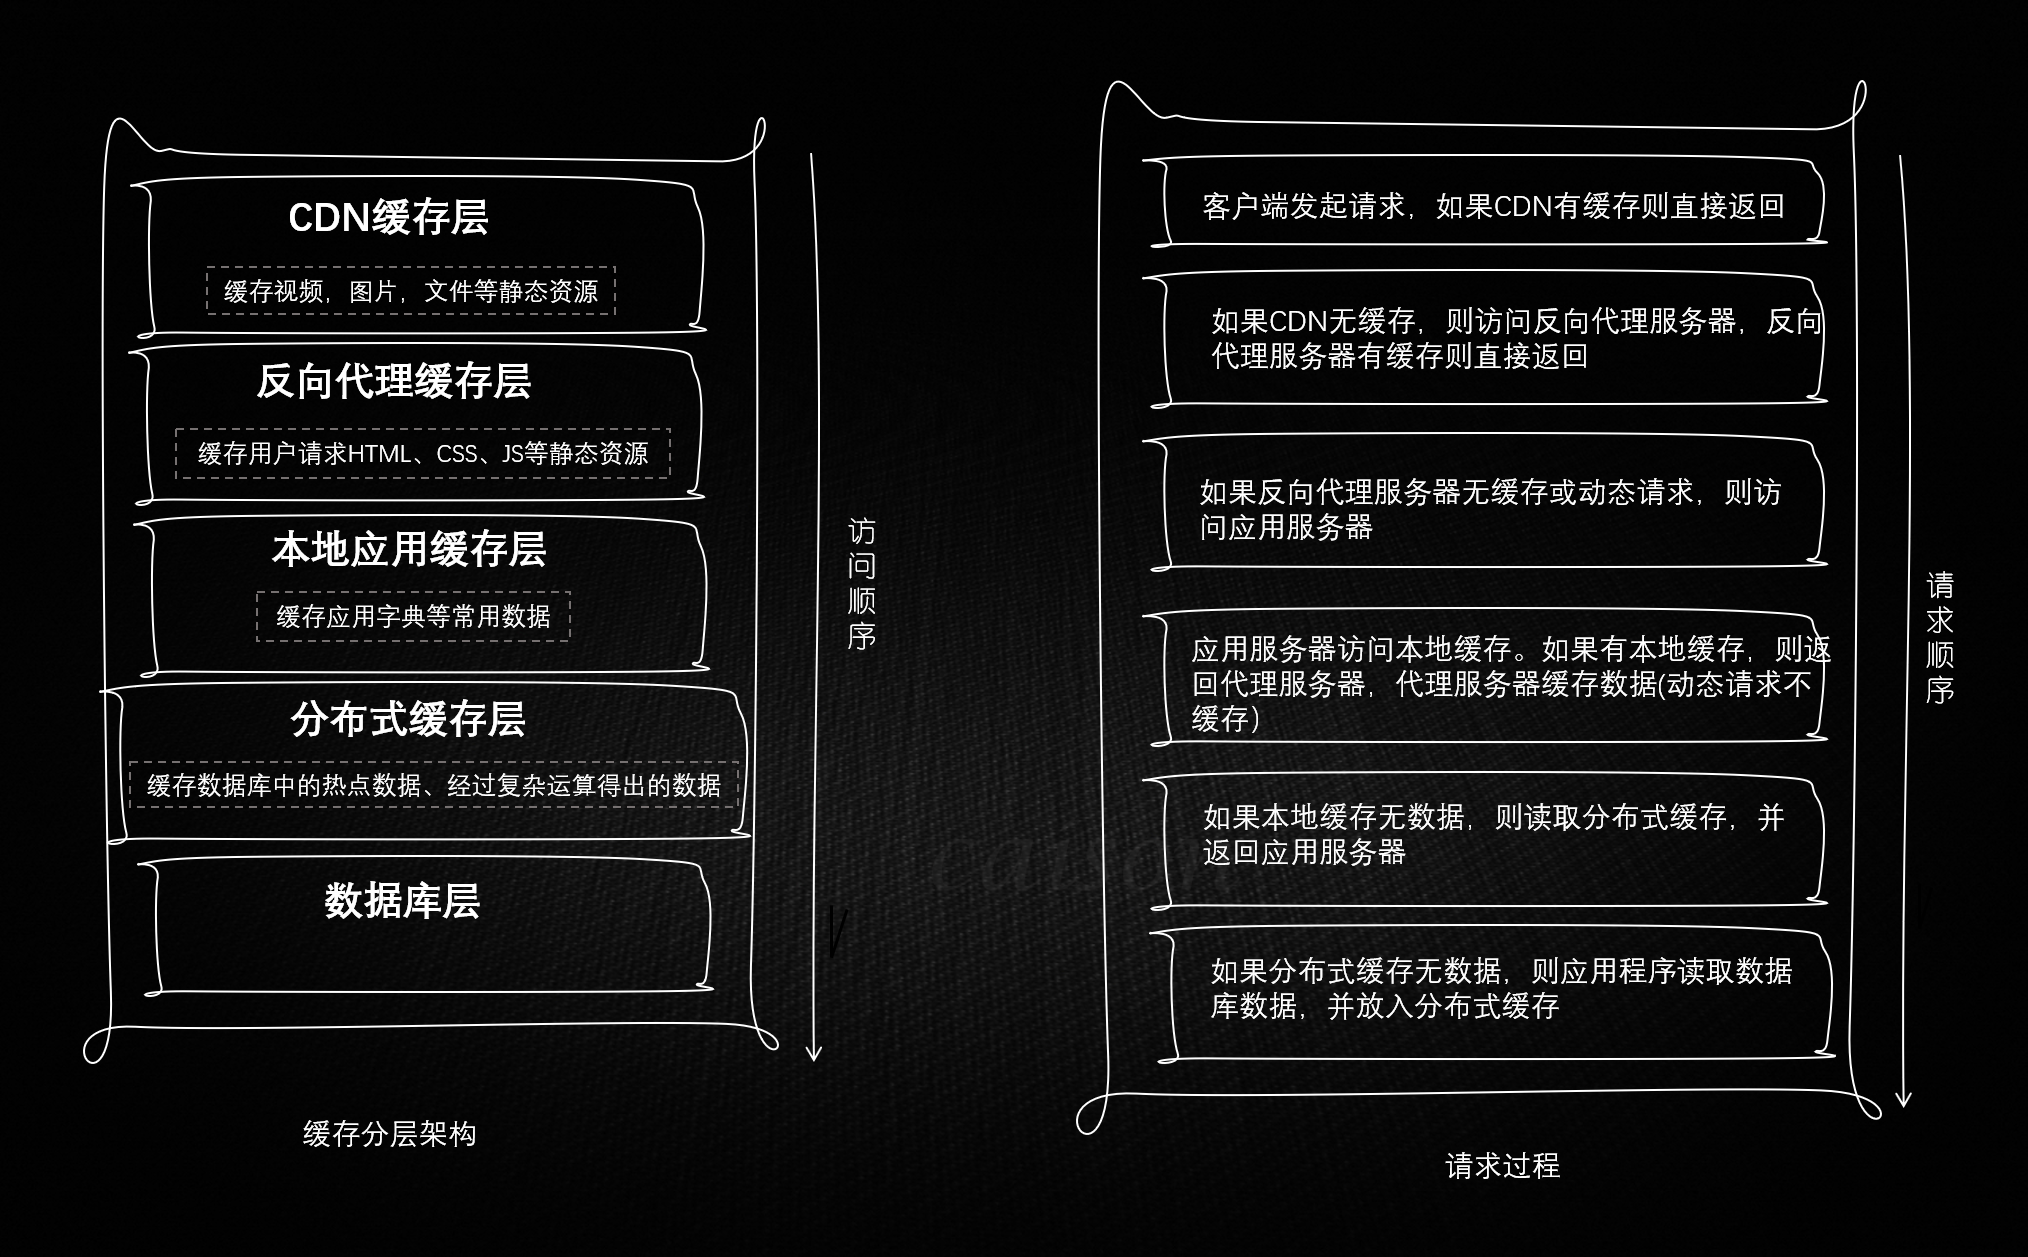 CDN缓存层
缓存视频，图片，文件等静态资源
反向代理缓存层
缓存用户请求HTML、CSS、JS等静态资源
本地应用缓存层
缓存应用字典等常用数据
分布式缓存层
缓存数据库中的热点数据、经过复杂运算得出的数据
数据库层
访问顺序
缓存分层架构
客户端发起请求，如果CDN有缓存则直接返回
如果CDN无缓存，则访问反向代理服务器，反向
代理服务器有缓存则直接返回
如果反向代理服务器无缓存或动态请求，则访
问应用服务器
应用服务器访问本地缓存。如果有本地缓存，则返
回代理服务器，代理服务器缓存数据(动态请求不
缓存）
如果本地缓存无数据，则读取分布式缓存，并
返回应用服务器
如果分布式缓存无数据，则应用程序读取数据
库数据，并放入分布式缓存
请求顺序
请求过程